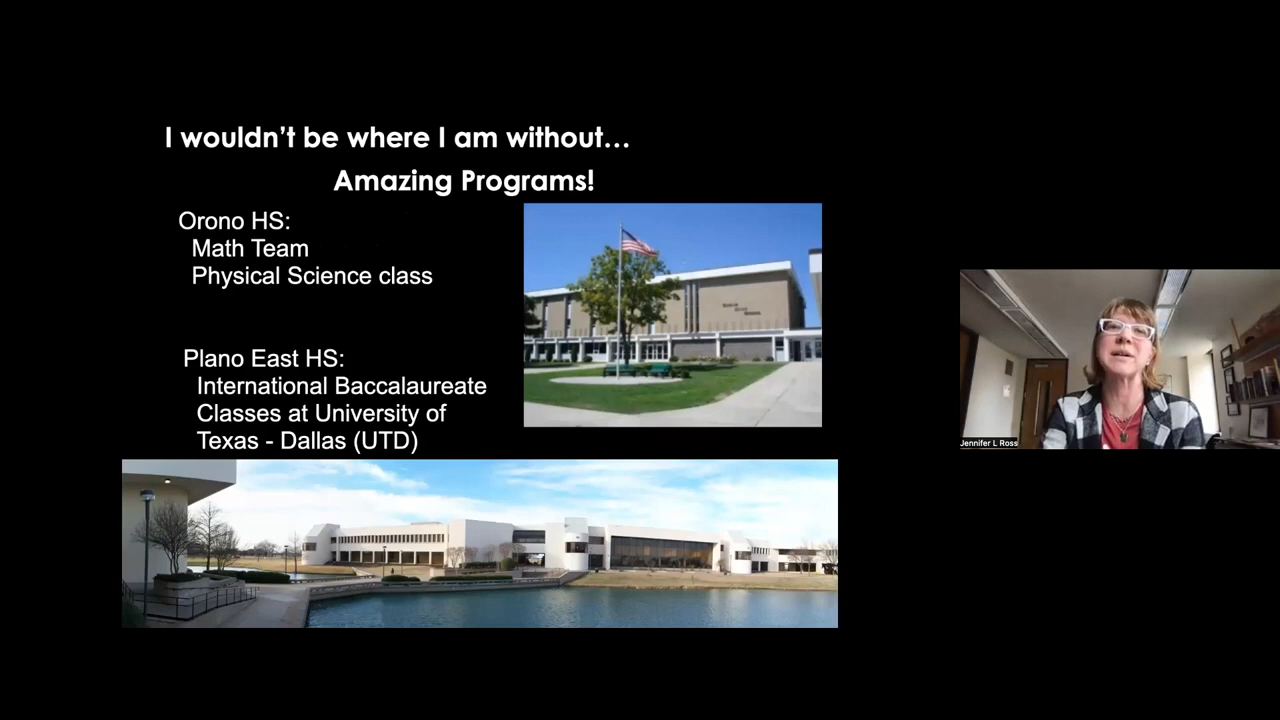 I wouldn't be where I am without...
Amazing Programs!
Orono HS:
Math Team
Physical Science class
Plano East HS:
International Baccalaureate
Classes at University of
Texas - Dallas (UTD)
Jennifer L Ross